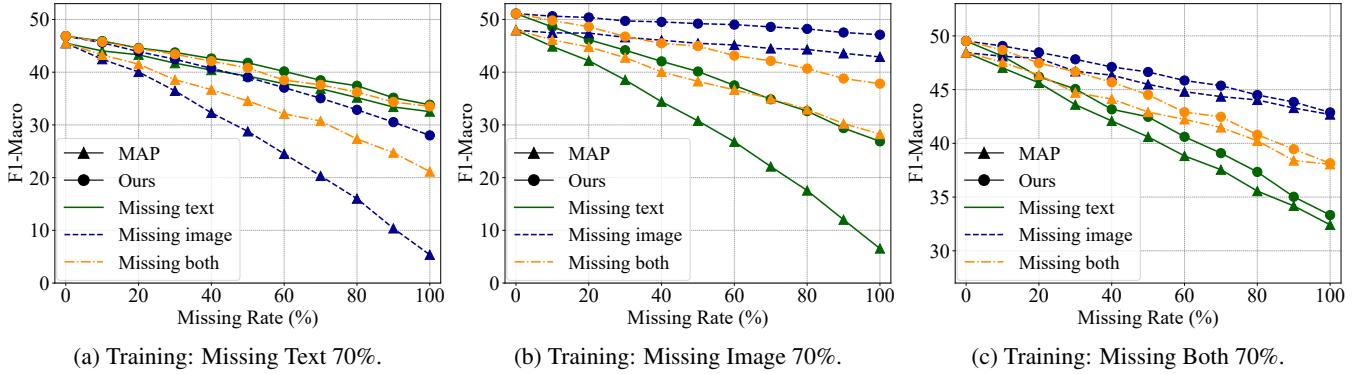 50
40
30
20
10
0
F1-Macro
MAP
Ours
Missing text
Missing image
Missing both
0 20 40 60 80 100
Missing Rate (%)
(a) Training: Missing Text 70%.
50
40
30
20
10
0
F1-Macro
MAP
Ours
Missing text
Missing image
Missing both
0 20 40 60 80 100
Missing Rate (%)
(b) Training: Missing Image 70%.
50
45
40
35
30
F1-Macro
MAP
Ours
Missing text
Missing image
Missing both
0 20 40 60 80 100
Missing Rate (%)
(c) Training: Missing Both 70%.